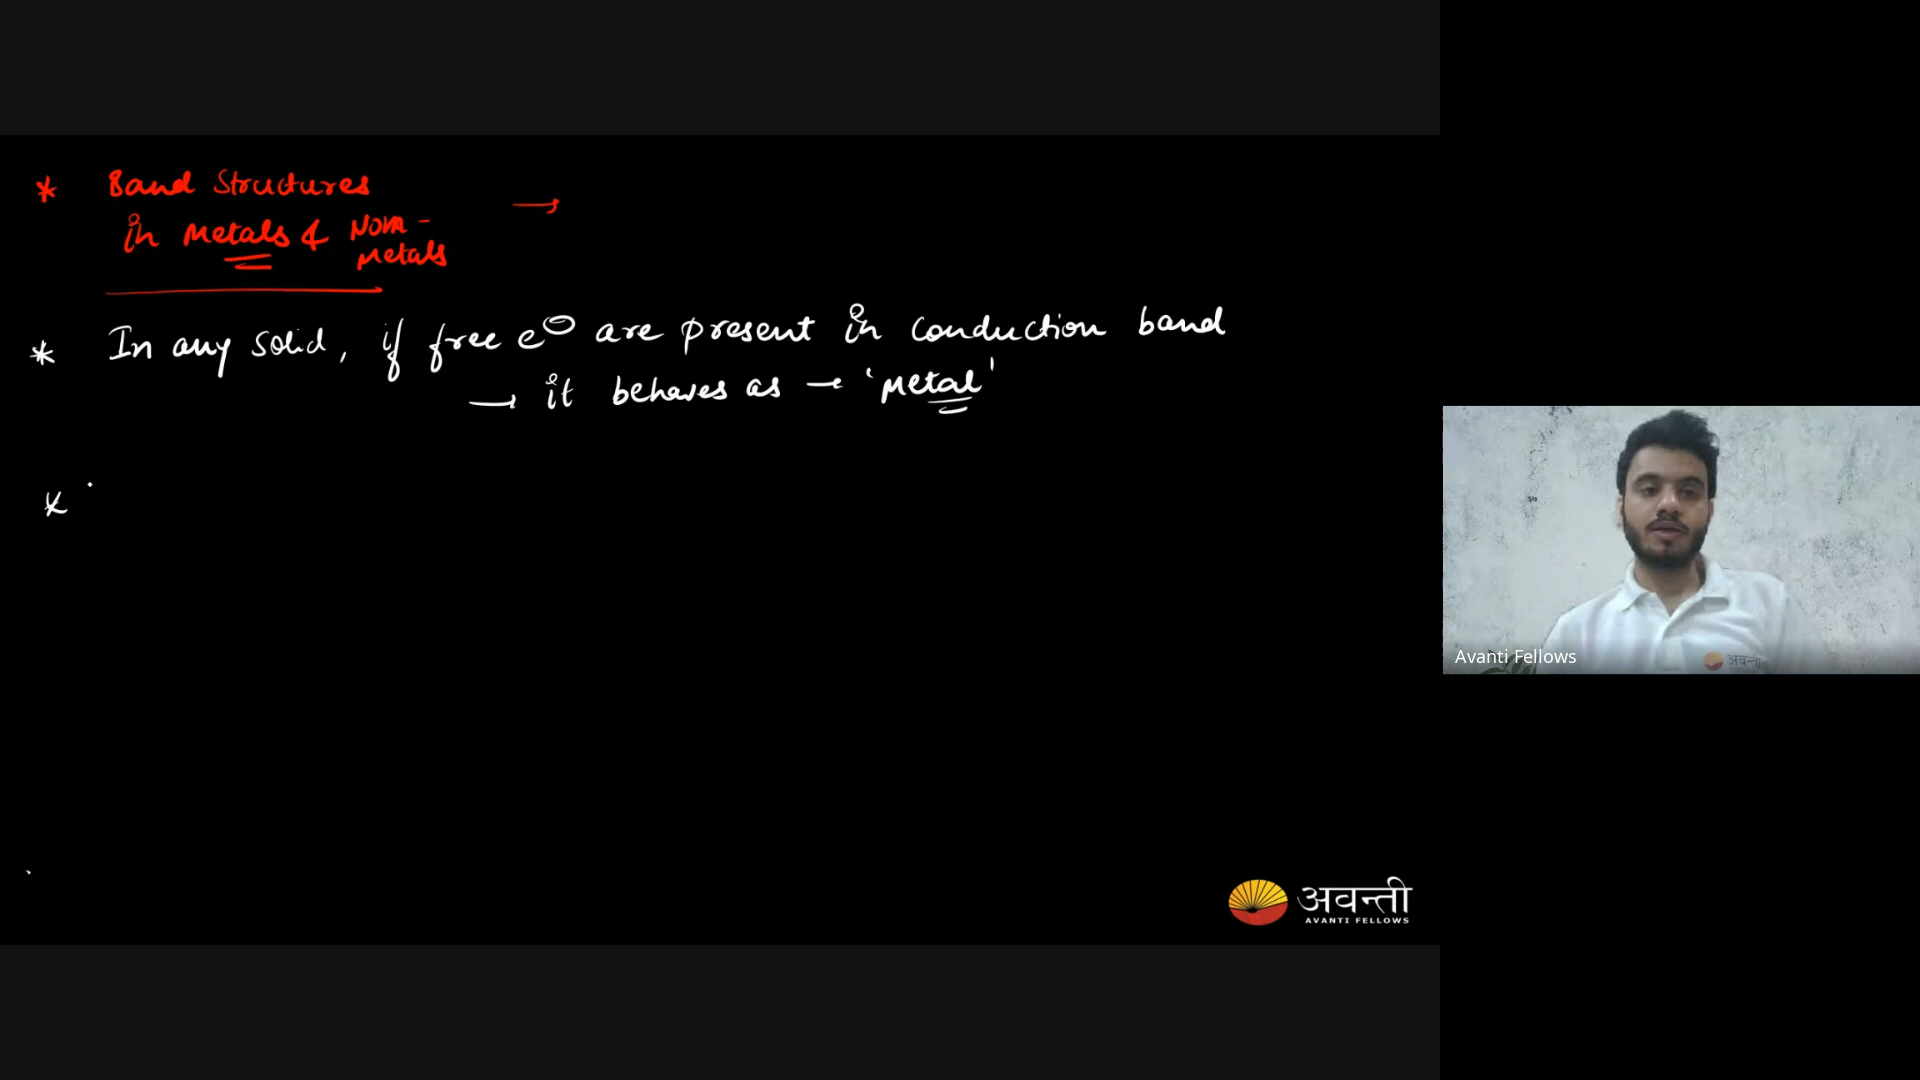 * Band Structures →
in Metals & Non-
Metals
* In any solid, if free e⊖ are present in conduction band
→ it behaves as → 'Metal'
*
Avanti Fellows
अवन्ती
अवन्ती
AVANTI FELLOWS